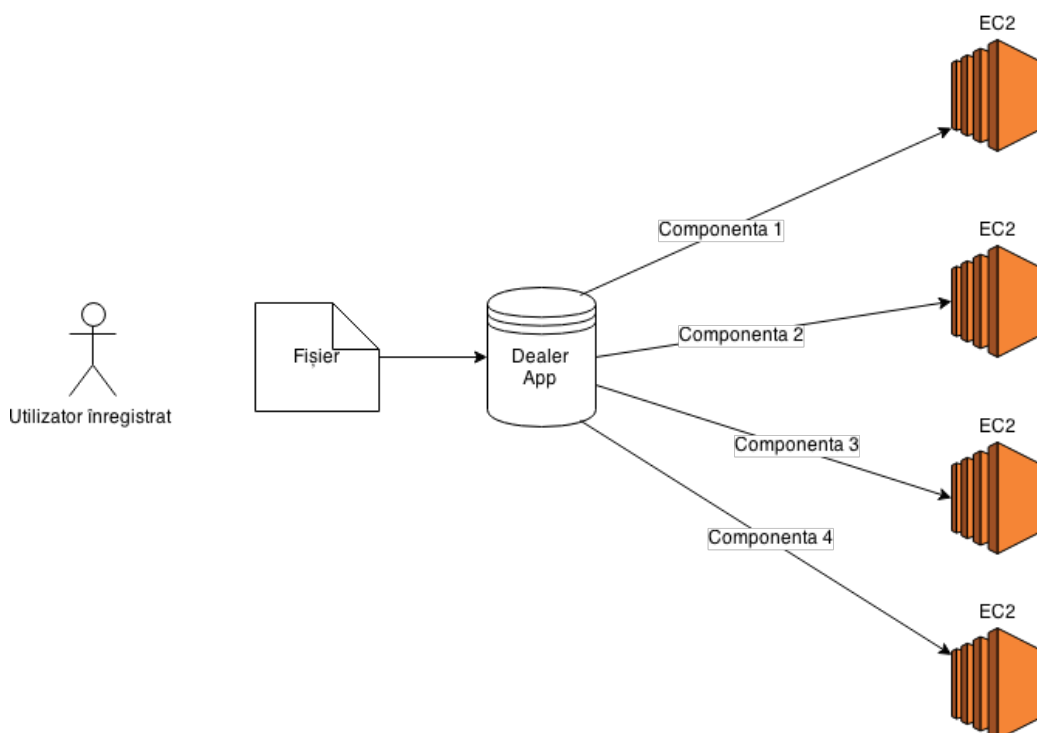 EC2
Componenta 1
EC2
Componenta 2
Utilizator înregistrat
Fișier
Dealer
App
Componenta 3
EC2
Componenta 4
EC2